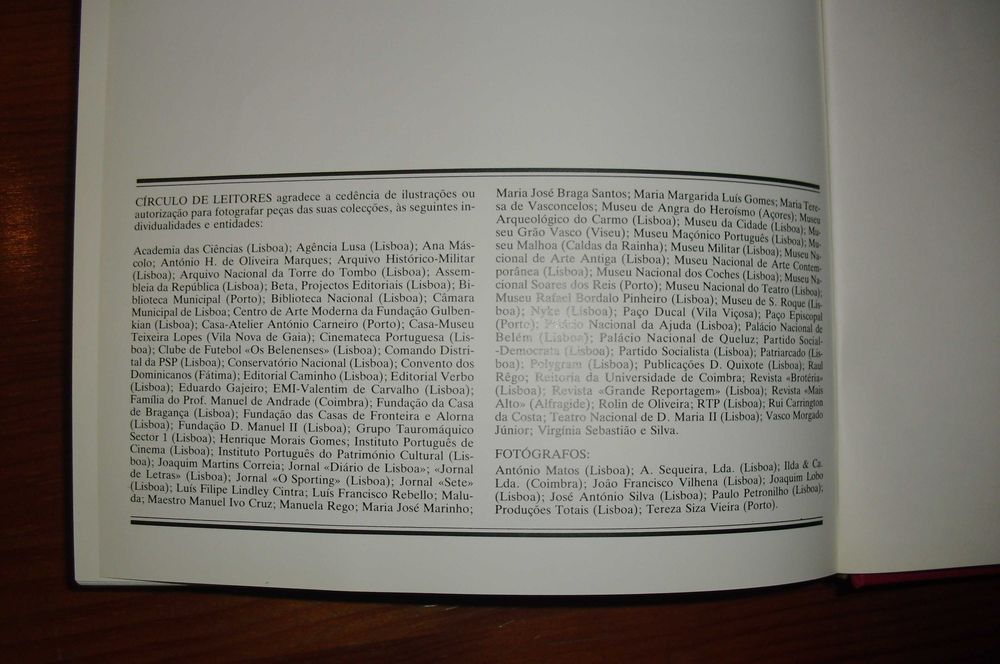 CÍRCULO DE LEITORES agradece a cedência de ilustrações ou
autorização para fotografar peças das suas colecções, às seguintes in-
dividualidades e entidades:
Academia das Ciências (Lisboa); Agência Lusa (Lisboa); Ana Más-
colo; António H. de Oliveira Marques; Arquivo Histórico-Militar
(Lisboa); Arquivo Nacional da Torre do Tombo (Lisboa); Assem-
bleia da República (Lisboa); Beta, Projectos Editoriais (Lisboa); Bi-
blioteca Municipal (Porto); Biblioteca Nacional (Lisboa); Câmara
Municipal de Lisboa; Centro de Arte Moderna da Fundação Gulben-
kian (Lisboa); Casa-Atelier António Carneiro (Porto); Casa-Museu
Teixeira Lopes (Vila Nova de Gaia); Cinemateca Portuguesa (Lis-
boa); Clube de Futebol «Os Belenenses» (Lisboa); Comando Distri-
tal da PSP (Lisboa); Conservatório Nacional (Lisboa); Convento dos
Dominicanos (Fátima); Editorial Caminho (Lisboa); Editorial Verbo
(Lisboa); Eduardo Gajeiro; EMI-Valentim de Carvalho (Lisboa);
Família do Prof. Manuel de Andrade (Coimbra); Fundação da Casa
de Bragança (Lisboa); Fundação das Casas de Fronteira e Alorna
(Lisboa); Fundação D. Manuel II (Lisboa); Grupo Tauromáquico
Sector 1 (Lisboa); Henrique Morais Gomes; Instituto Português de
Cinema (Lisboa); Instituto Português do Património Cultural (Lis-
boa); Joaquim Martins Correia; Jornal «Diário de Lisboa»; «Jornal
de Letras» (Lisboa); Jornal «O Sporting» (Lisboa); Jornal «Sete»
(Lisboa); Luís Filipe Lindley Cintra; Luís Francisco Rebello; Malu-
da; Maestro Manuel Ivo Cruz; Manuela Rego; Maria José Marinho;
Maria José Braga Santos; Maria Margarida Luís Gomes; Maria Tere-
sa de Vasconcelos; Museu de Angra do Heroísmo (Açores); Museu
Arqueológico do Carmo (Lisboa); Museu da Cidade (Lisboa); Mu-
seu Grão Vasco (Viseu); Museu Maçónico Português (Lisboa); Mu-
seu Malhoa (Caldas da Rainha); Museu Militar (Lisboa); Museu Na-
cional de Arte Antiga (Lisboa); Museu Nacional de Arte Contem-
porânea (Lisboa); Museu Nacional dos Coches (Lisboa); Museu Na-
cional Soares dos Reis (Porto); Museu Nacional do Teatro (Lisboa);
Museu Rafael Bordalo Pinheiro (Lisboa); Museu de S. Roque (Lis-
boa); Nyke (Lisboa); Paço Ducal (Vila Viçosa); Paço Episcopal
(Porto); Palácio Nacional da Ajuda (Lisboa); Palácio Nacional de
Belém (Lisboa); Palácio Nacional de Queluz; Partido Social-
-Democrata (Lisboa); Partido Socialista (Lisboa); Patriarcado (Lis-
boa); Polygram (Lisboa); Publicações D. Quixote (Lisboa); Raul
Rêgo; Reitoria da Universidade de Coimbra; Revista «Brotéria»
(Lisboa); Revista «Grande Reportagem» (Lisboa); Revista «Mais
Alto» (Alfragide); Rolin de Oliveira; RTP (Lisboa); Rui Carrington
da Costa; Teatro Nacional de D. Maria II (Lisboa); Vasco Morgado
Júnior; Virgínia Sebastião e Silva.
FOTÓGRAFOS:
António Matos (Lisboa); A. Sequeira, Lda. (Lisboa); Ilda & Ca.
Lda. (Coimbra); João Francisco Vilhena (Lisboa); Joaquim Lobo
(Lisboa); José António Silva (Lisboa); Paulo Petronilho (Lisboa);
Produções Totais (Lisboa); Tereza Siza Vieira (Porto).